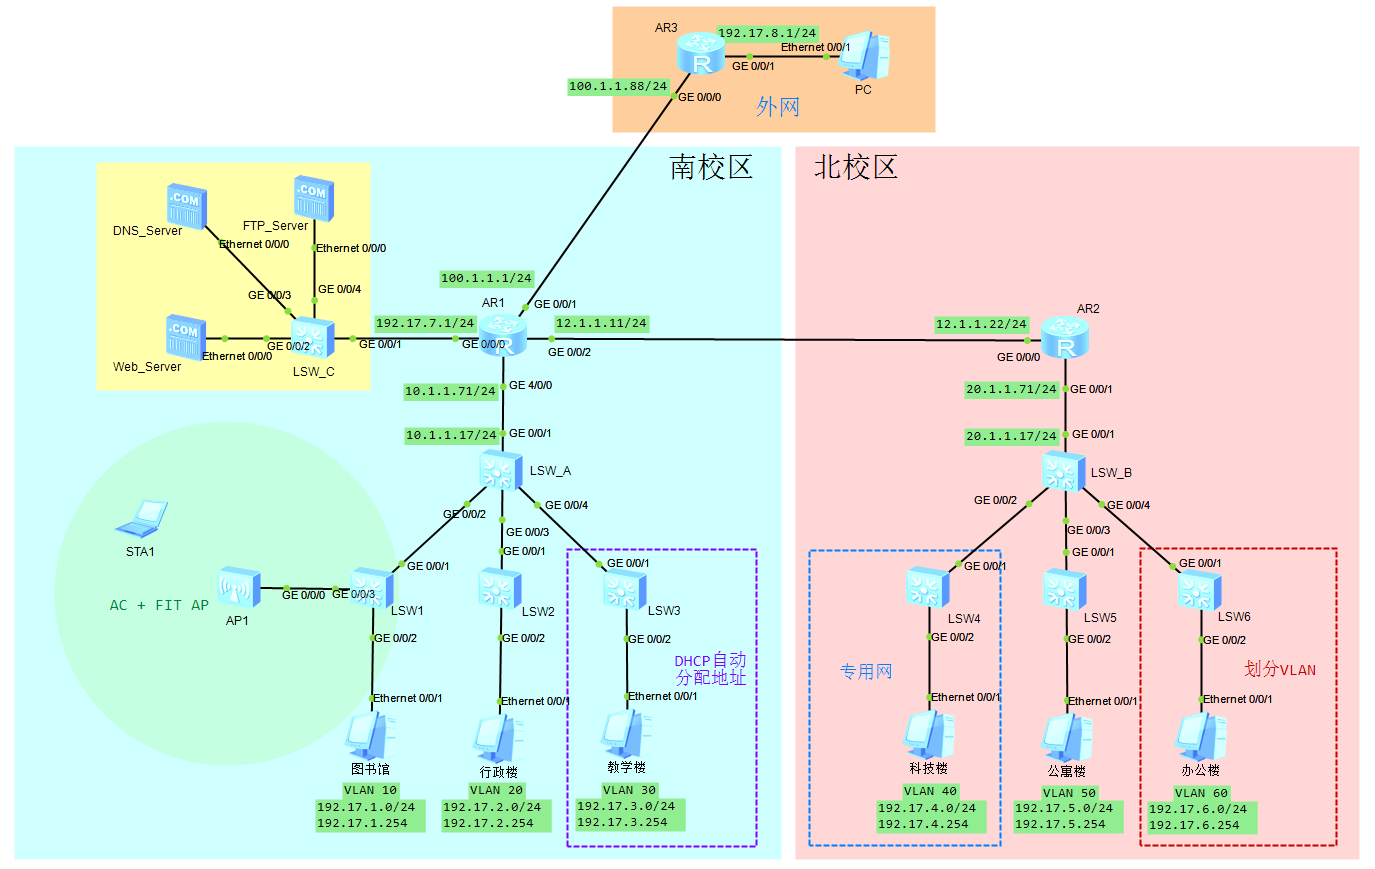 AR3
192.17.8.1/24
Ethernet 0/0/1
GE 0/0/1
PC
100.1.1.88/24
GE 0/0/0
外网
南校区
北校区
.COM
.COM
DNS_Server
FTP_Server
Ethernet 0/0/0
Ethernet 0/0/0
GE 0/0/3
GE 0/0/4
.COM
Web_Server
Ethernet 0/0/0
GE 0/0/2
LSW_C
GE 0/0/1
192.17.7.1/24
GE 0/0/0
100.1.1.1/24
AR1
GE 0/0/1
12.1.1.11/24
GE 0/0/2
12.1.1.22/24
AR2
GE 0/0/0
10.1.1.71/24
GE 4/0/0
20.1.1.71/24
GE 0/0/1
10.1.1.17/24
GE 0/0/1
20.1.1.17/24
GE 0/0/1
LSW_A
LSW_B
GE 0/0/2
GE 0/0/3
GE 0/0/4
GE 0/0/2
GE 0/0/3
GE 0/0/4
STA1
AC + FIT AP
AP1
GE 0/0/0
GE 0/0/3
GE 0/0/1
LSW1
GE 0/0/2
GE 0/0/1
LSW2
GE 0/0/2
GE 0/0/1
LSW3
GE 0/0/2
DHCP自动
分配地址
GE 0/0/1
LSW4
GE 0/0/2
专用网
GE 0/0/1
LSW5
GE 0/0/2
GE 0/0/1
LSW6
GE 0/0/2
划分VLAN
Ethernet 0/0/1
Ethernet 0/0/1
Ethernet 0/0/1
Ethernet 0/0/1
Ethernet 0/0/1
Ethernet 0/0/1
图书馆
VLAN 10
192.17.1.0/24
192.17.1.254
行政楼
VLAN 20
192.17.2.0/24
192.17.2.254
教学楼
VLAN 30
192.17.3.0/24
192.17.3.254
科技楼
VLAN 40
192.17.4.0/24
192.17.4.254
公寓楼
VLAN 50
192.17.5.0/24
192.17.5.254
办公楼
VLAN 60
192.17.6.0/24
192.17.6.254